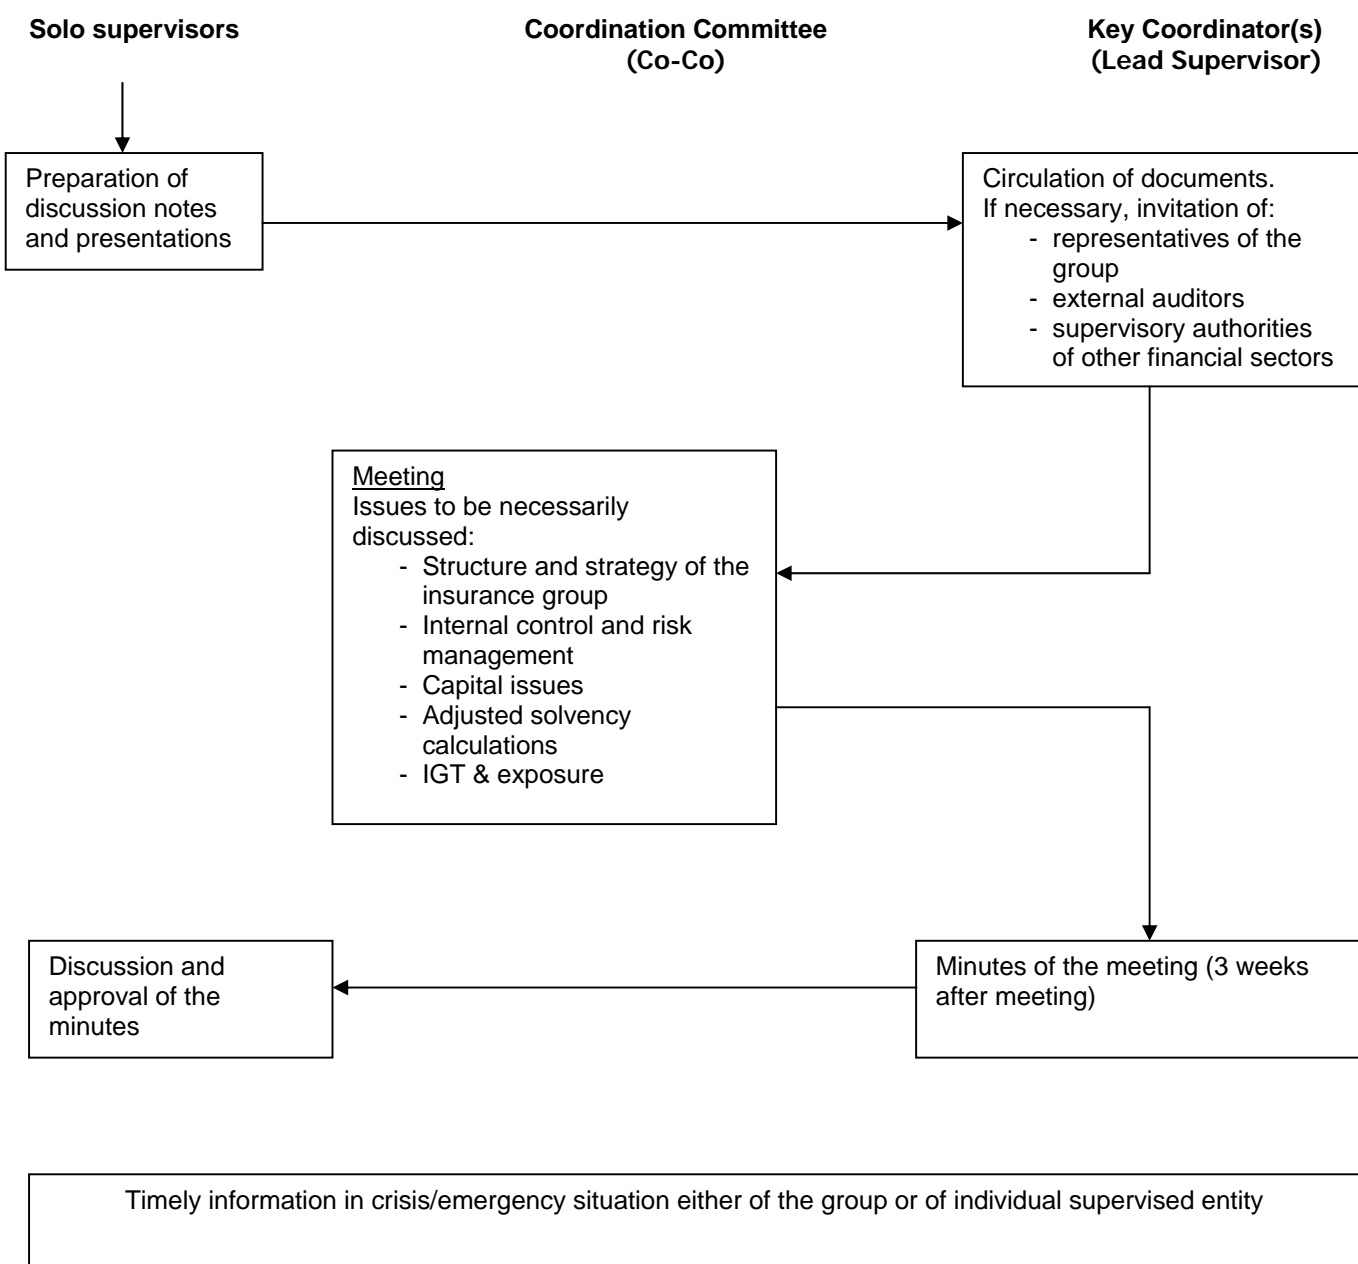 Solo supervisors
Coordination Committee
(Co-Co)
Key Coordinator(s)
(Lead Supervisor)
Preparation of
discussion notes
and presentations
Circulation of documents.
If necessary, invitation of:
- representatives of the
group
- external auditors
- supervisory authorities
of other financial sectors
Meeting
Issues to be necessarily
discussed:
- Structure and strategy of the
insurance group
- Internal control and risk
management
- Capital issues
- Adjusted solvency
calculations
- IGT & exposure
Discussion and
approval of the
minutes
Minutes of the meeting (3 weeks
after meeting)
Timely information in crisis/emergency situation either of the group or of individual supervised entity